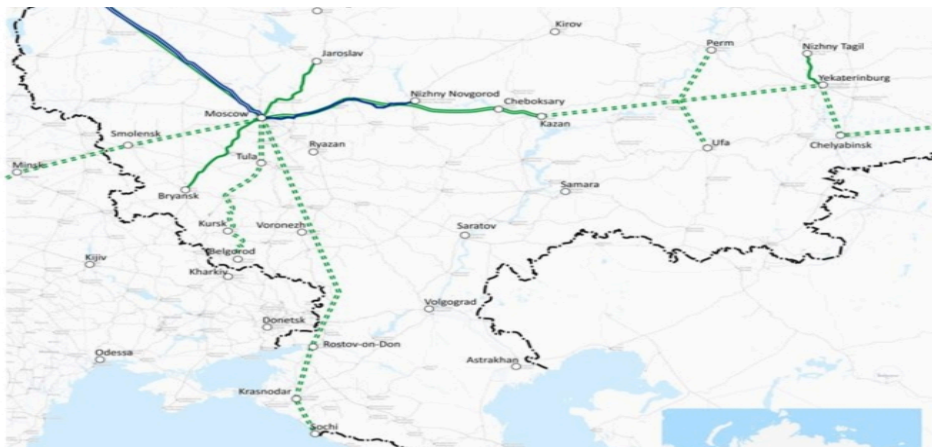 Kirov
Perm
Nizhny Tagil
Jaroslav
Yekaterinburg
Nizhny Novgorod
Cheboksary
Moscow
Kazan
Smolensk
Ryazan
Ufa
Chelyabinsk
Minsk
Tula
Bryansk
Samara
Kursk
Voronezh
Saratov
Belgorod
Kijiv
Kharkiv
Volgograd
Donetsk
Rostov-on-Don
Odessa
Astrakhan
Krasnodar
Sochi